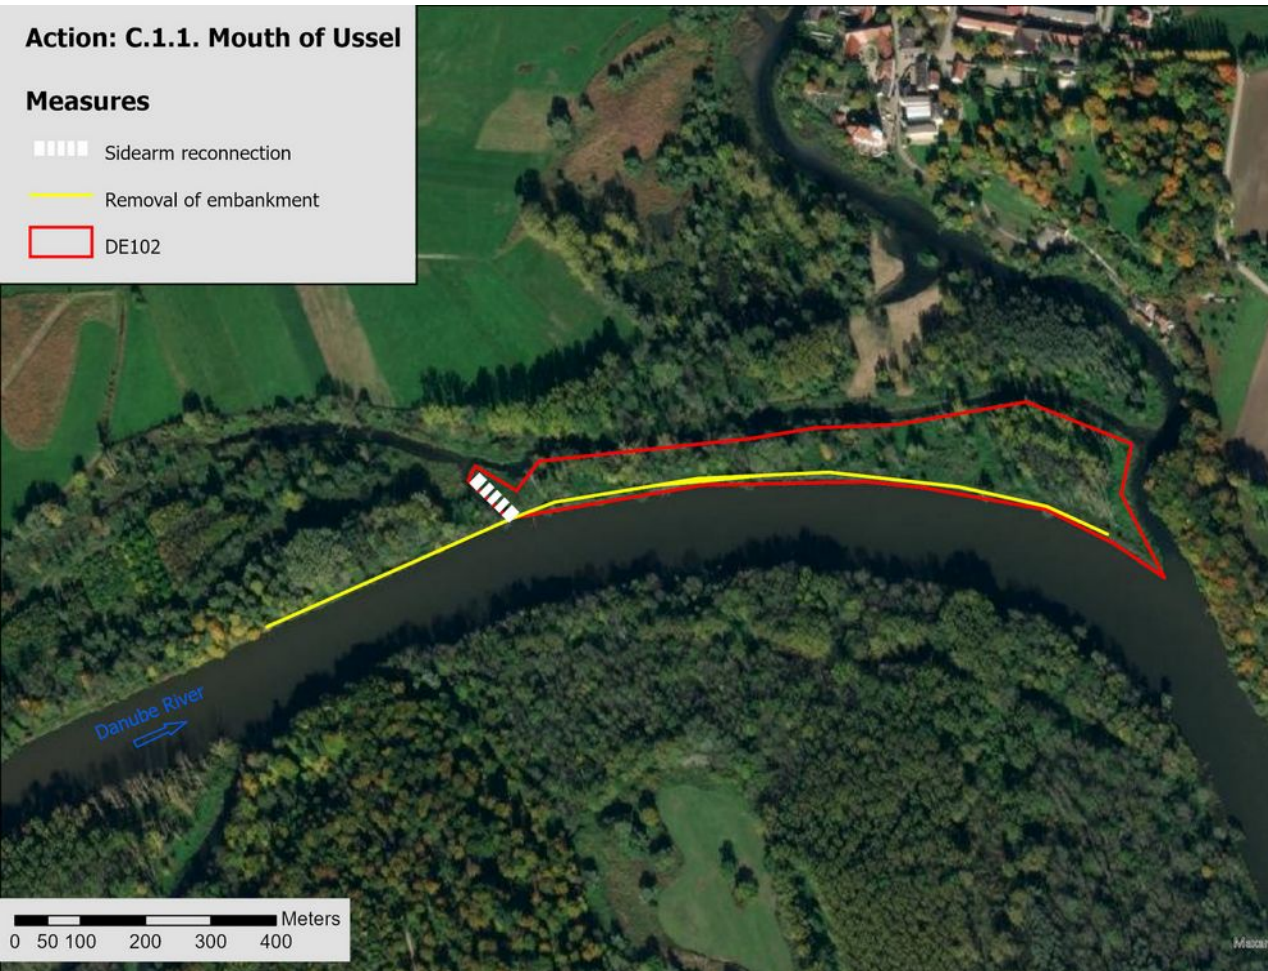 Action: C.1.1. Mouth of Ussel
Measures
Sidearm reconnection
Removal of embankment
DE102
Danube River
Meters
0 50 100 200 300 400
Maxar